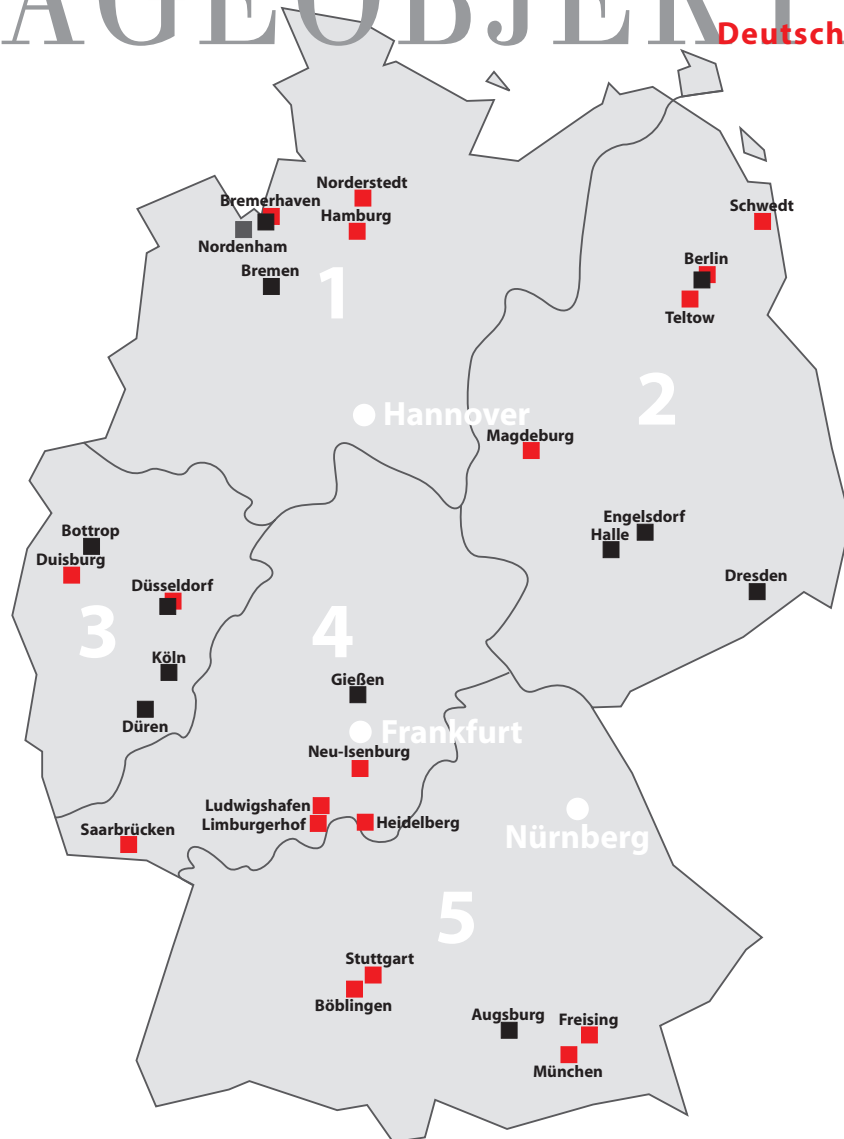 AGEOBJEKT
Deutsch
Norderstedt
Bremerhaven
Hamburg
Schwedt
Nordenham
Berlin
Bremen
1
Teltow
2
Hannover
Magdeburg
Engelsdorf
Bottrop
Halle
Duisburg
Dresden
Düsseldorf
3
4
Köln
Gießen
Düren
Frankfurt
Neu-Isenburg
Ludwigshafen
Limburgerhof
Heidelberg
Saarbrücken
Nürnberg
5
Stuttgart
Böblingen
Augsburg
Freising
München